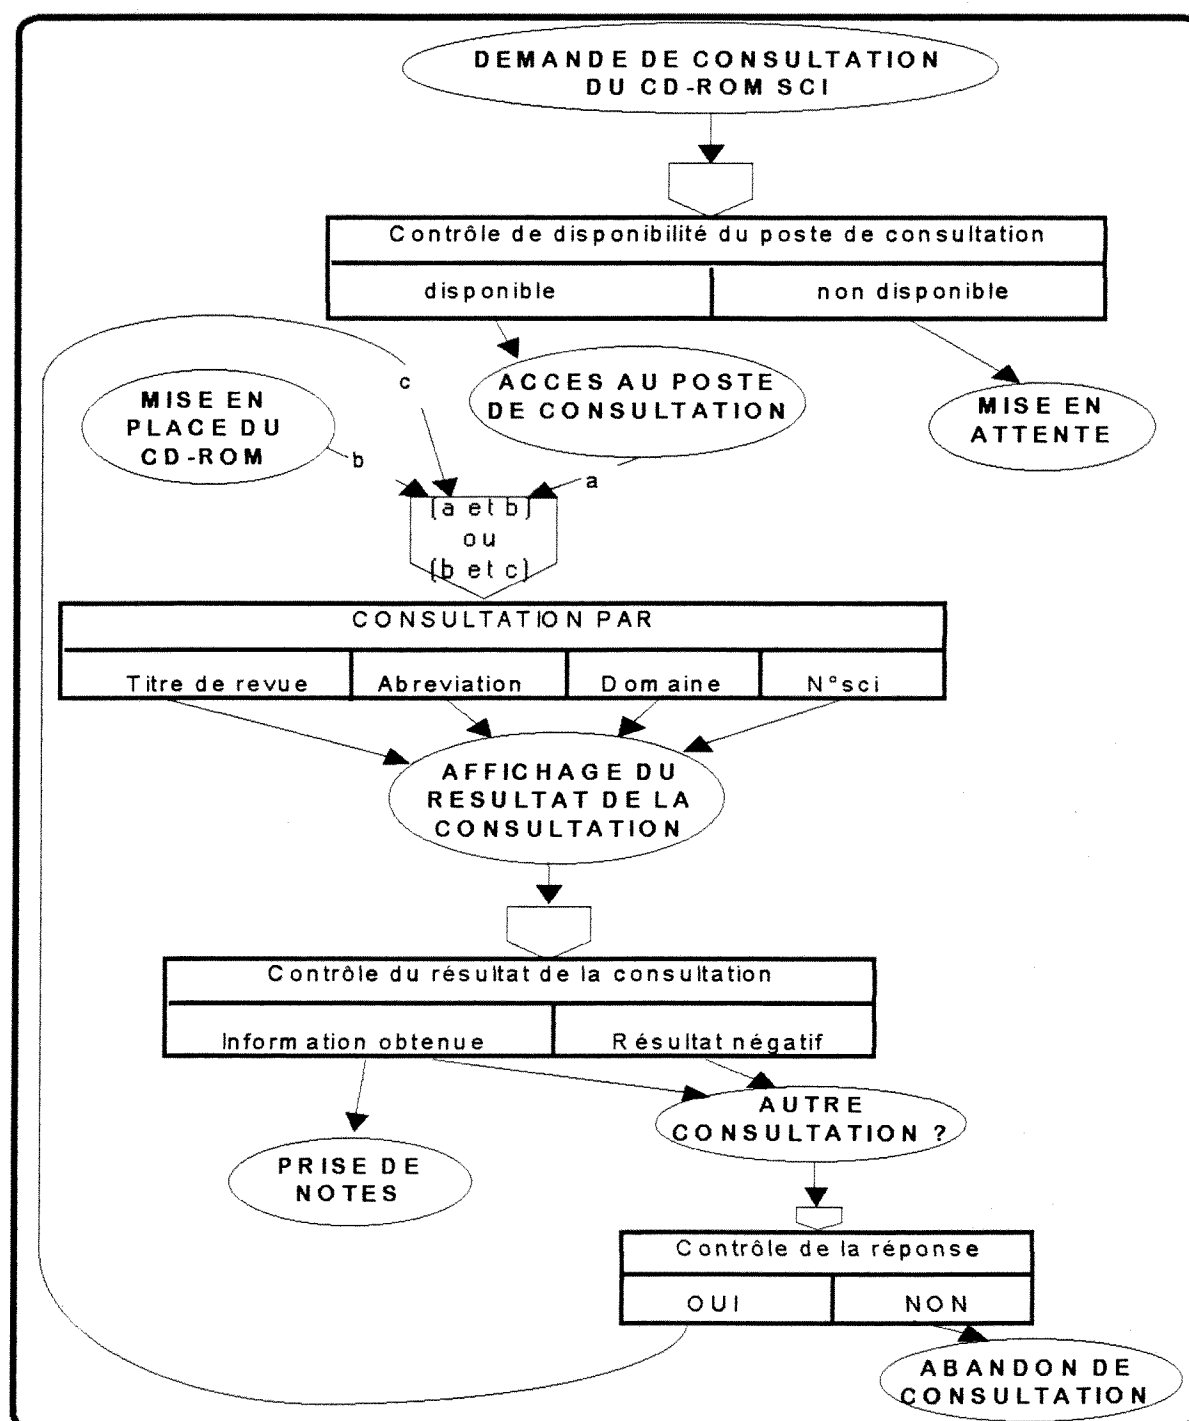 DEMANDE DE CONSULTATION
DU CD-ROM SCI
Contrôle de disponibilité du poste de consultation
disponible
non disponible
c
ACCES AU POSTE
DE CONSULTATION
MISE EN
PLACE DU
CD-ROM
MISE EN
ATTENTE
b
a
(a et b)
ou
(b et c)
CONSULTATION PAR
Titre de revue
Abreviation
Domaine
N°sci
AFFICHAGE DU
RESULTAT DE LA
CONSULTATION
Contrôle du résultat de la consultation
Information obtenue
Résultat négatif
AUTRE
CONSULTATION ?
PRISE DE
NOTES
Contrôle de la réponse
OUI
NON
ABANDON DE
CONSULTATION